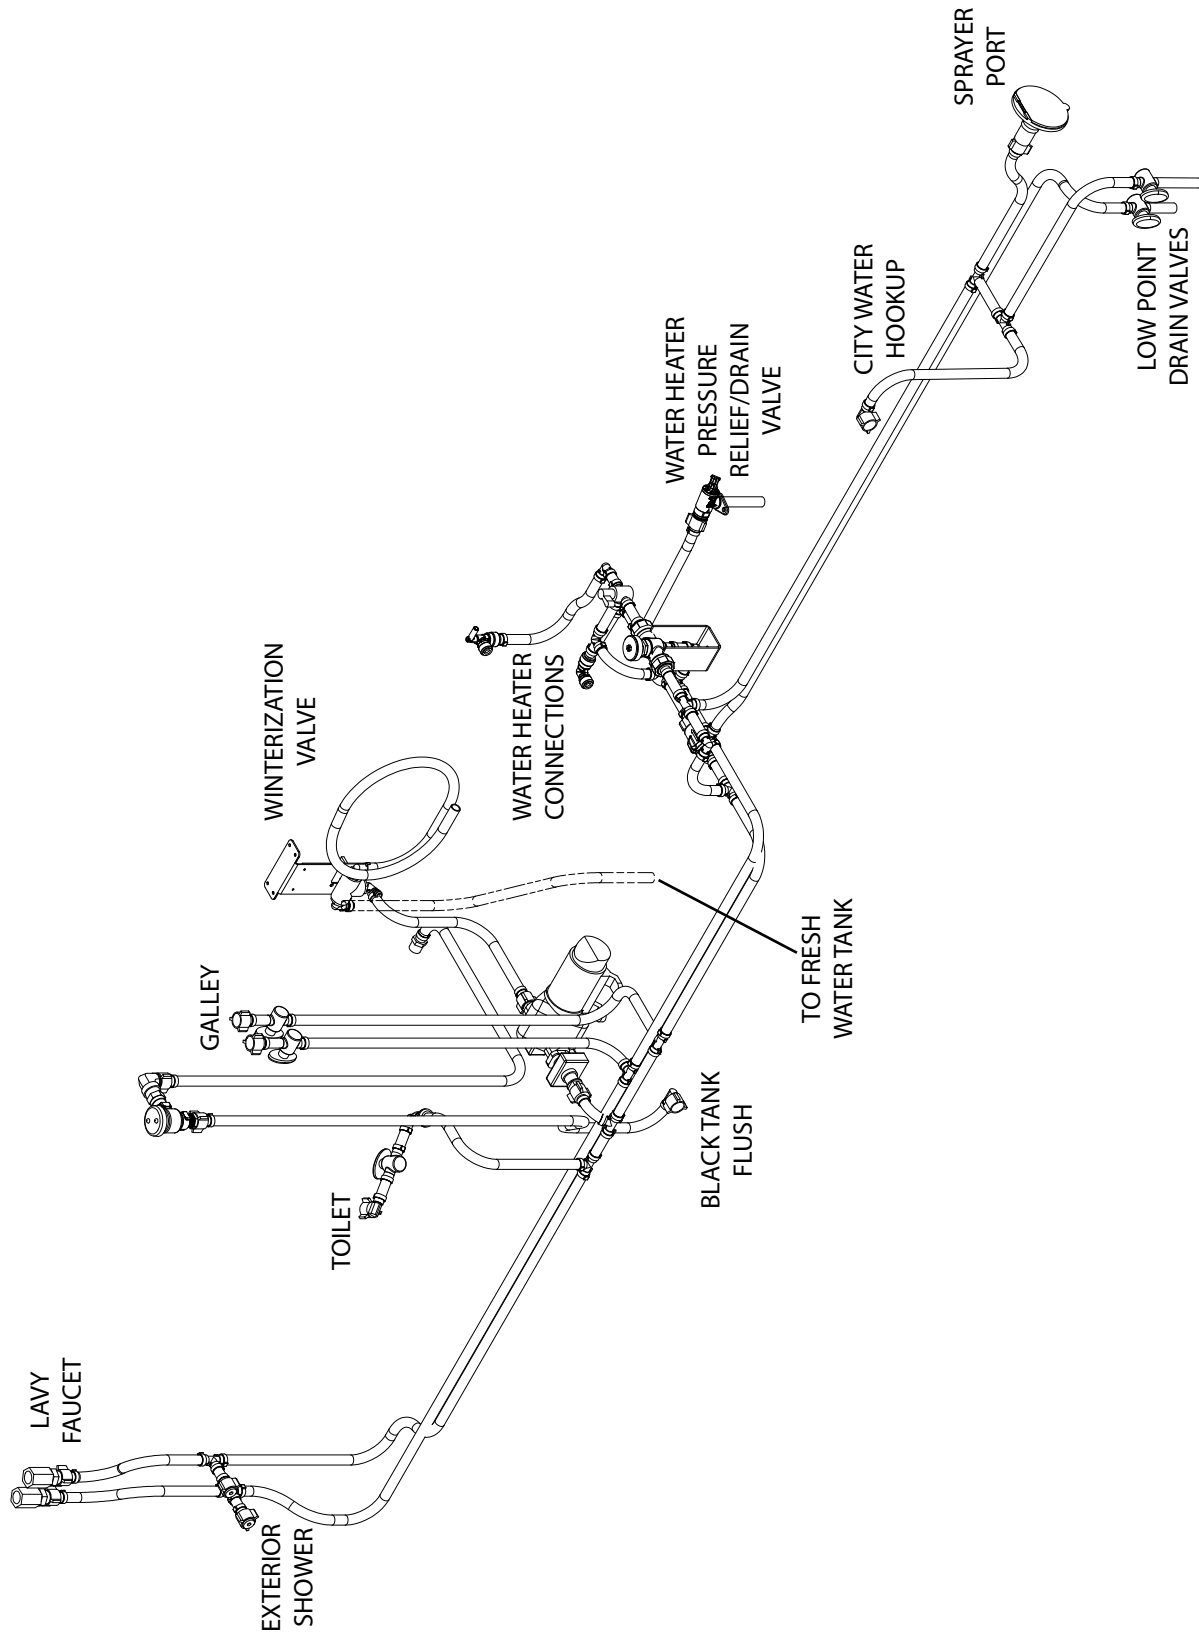 LAVY
FAUCET
EXTERIOR
SHOWER
TOILET
GALLEY
BLACK TANK
FLUSH
WINTERIZATION
VALVE
TO FRESH
WATER TANK
WATER HEATER
CONNECTIONS
WATER HEATER
PRESSURE
RELIEF/DRAIN
VALVE
CITY WATER
HOOKUP
SPRAYER
PORT
LOW POINT
DRAIN VALVES